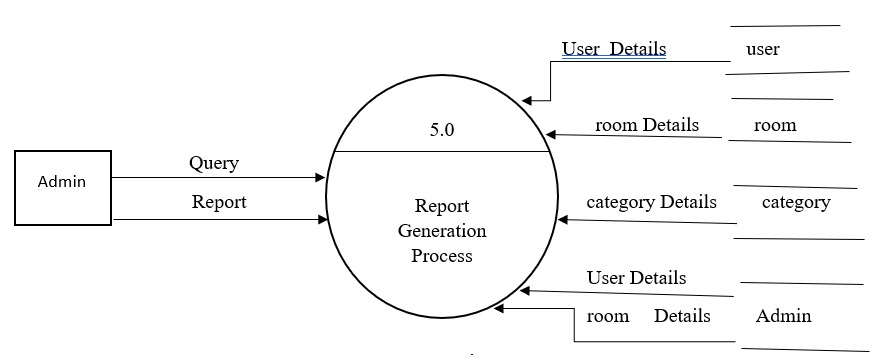 User Details user
5.0 room Details room
Admin Query
Report category Details category
Report
Generation
Process
User Details
room Details Admin